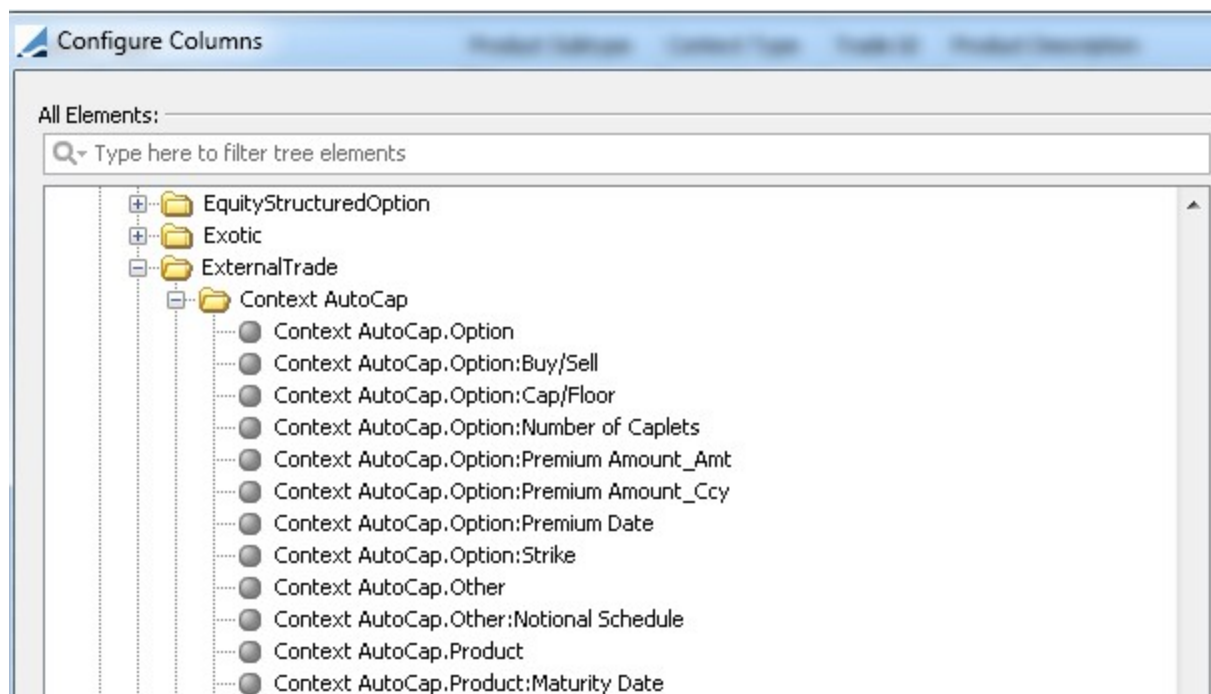 Configure Columns
All Elements:
Type here to filter tree elements
EquityStructuredOption
Exotic
ExternalTrade
Context AutoCap
Context AutoCap.Option
Context AutoCap.Option:Buy/Sell
Context AutoCap.Option:Cap/Floor
Context AutoCap.Option:Number of Caplets
Context AutoCap.Option:Premium Amount_Amt
Context AutoCap.Option:Premium Amount_Ccy
Context AutoCap.Option:Premium Date
Context AutoCap.Option:Strike
Context AutoCap.Other
Context AutoCap.Other:Notional Schedule
Context AutoCap.Product
Context AutoCap.Product:Maturity Date